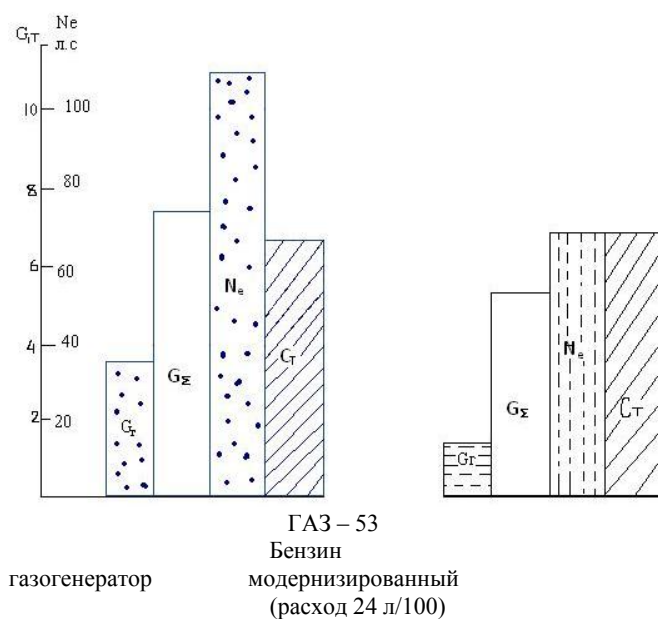 G,т
Ne
л.с
10
100
8
80
6
60
4
40
2
20
Gт
GΣ
Nе
Cт
Gт
GΣ
Nе
Cт
ГАЗ – 53
Бензин
газогенератор модернизированный
(расход 24 л/100)